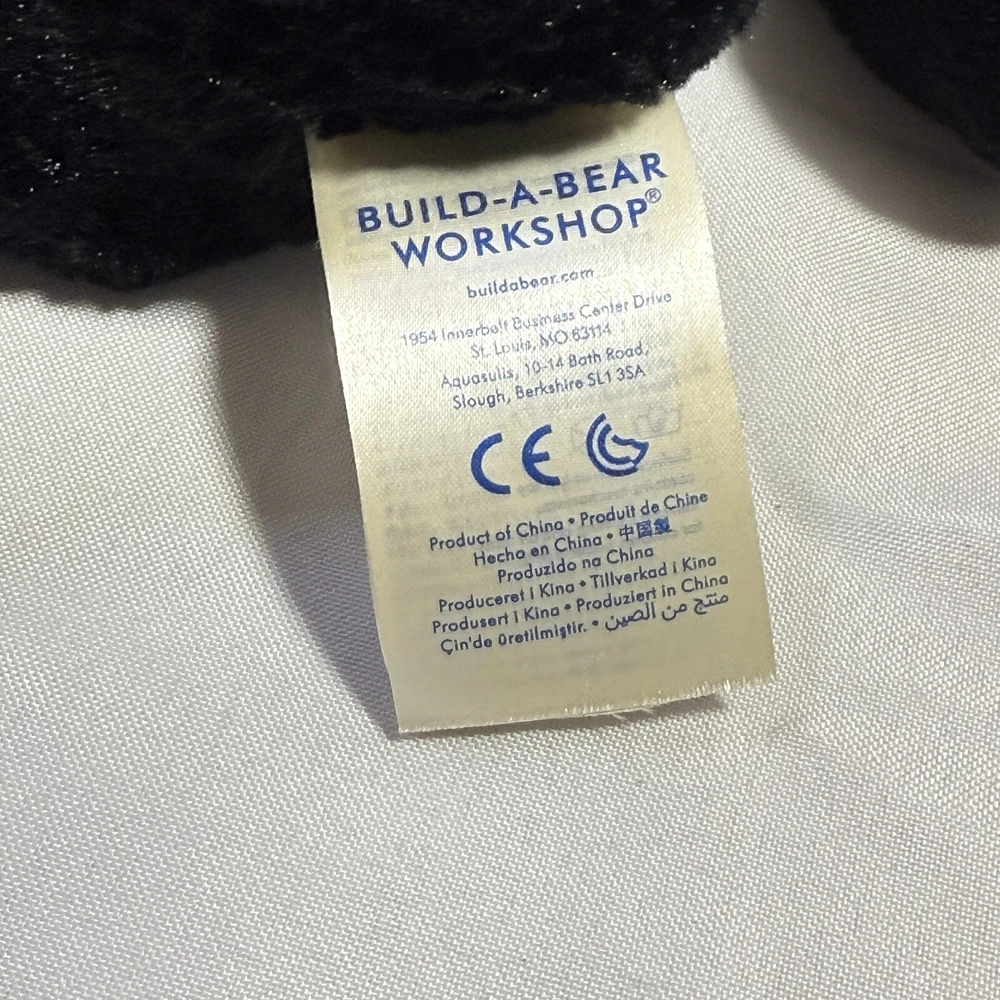 BUILD-A-BEAR
WORKSHOP®
buildabear.com
1954 Innerbelt Business Center Drive
St. Louis, MO 63114
Aquasulis, 10-14 Bath Road,
Slough, Berkshire SL1 3SA
CE
Product of China • Produit de Chine
Hecho en China • 中国製
Produzido na China
Produceret i Kina • Tillverkad i Kina
Produsert i Kina • Produziert in China
Çin'de üretilmiştir. • منتج من الصين